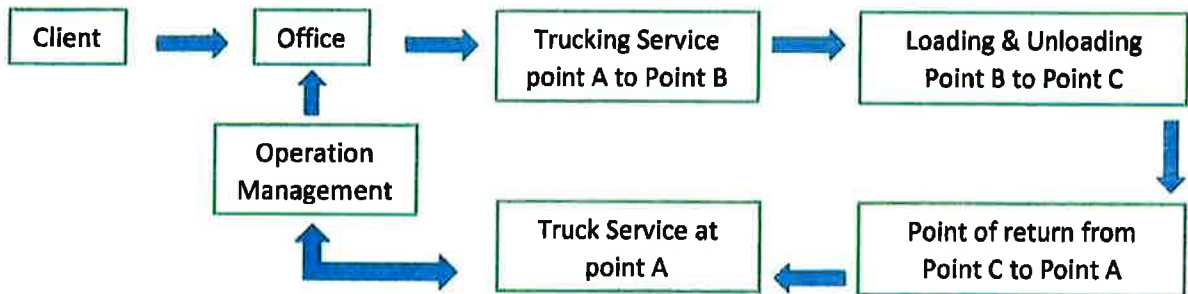 Client
Office
Trucking Service
point A to Point B
Loading & Unloading
Point B to Point C
Operation
Management
Truck Service at
point A
Point of return from
Point C to Point A